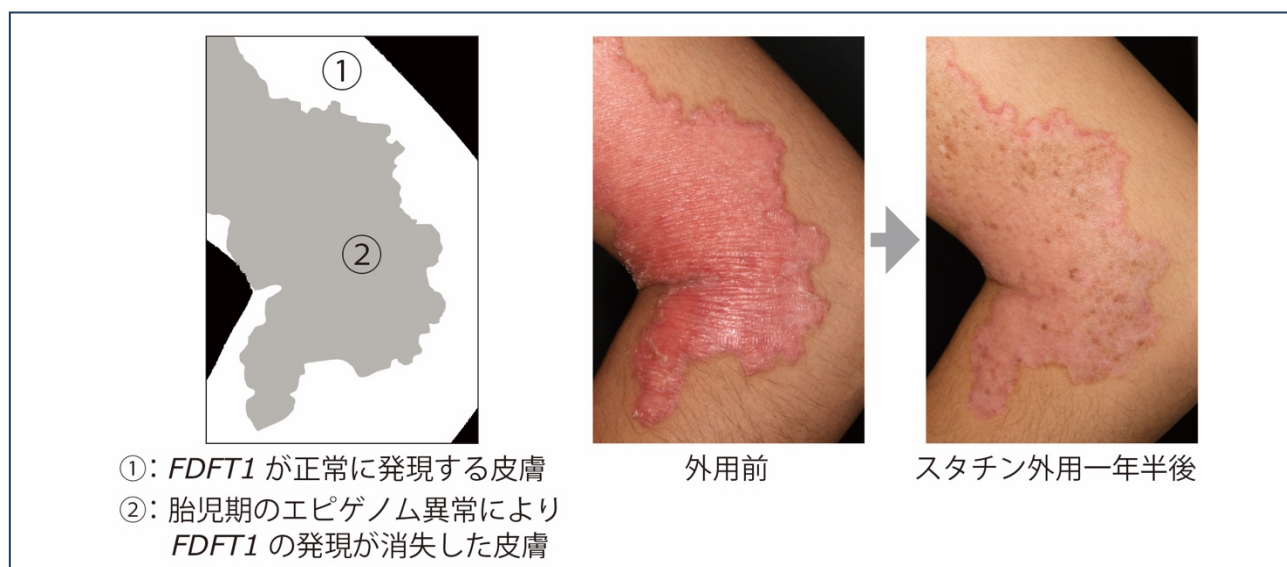 ①
②
①: FDFT1 が正常に発現する皮膚
②: 胎児期のエピゲノム異常により
FDFT1 の発現が消失した皮膚
外用前
スタチン外用一年半後